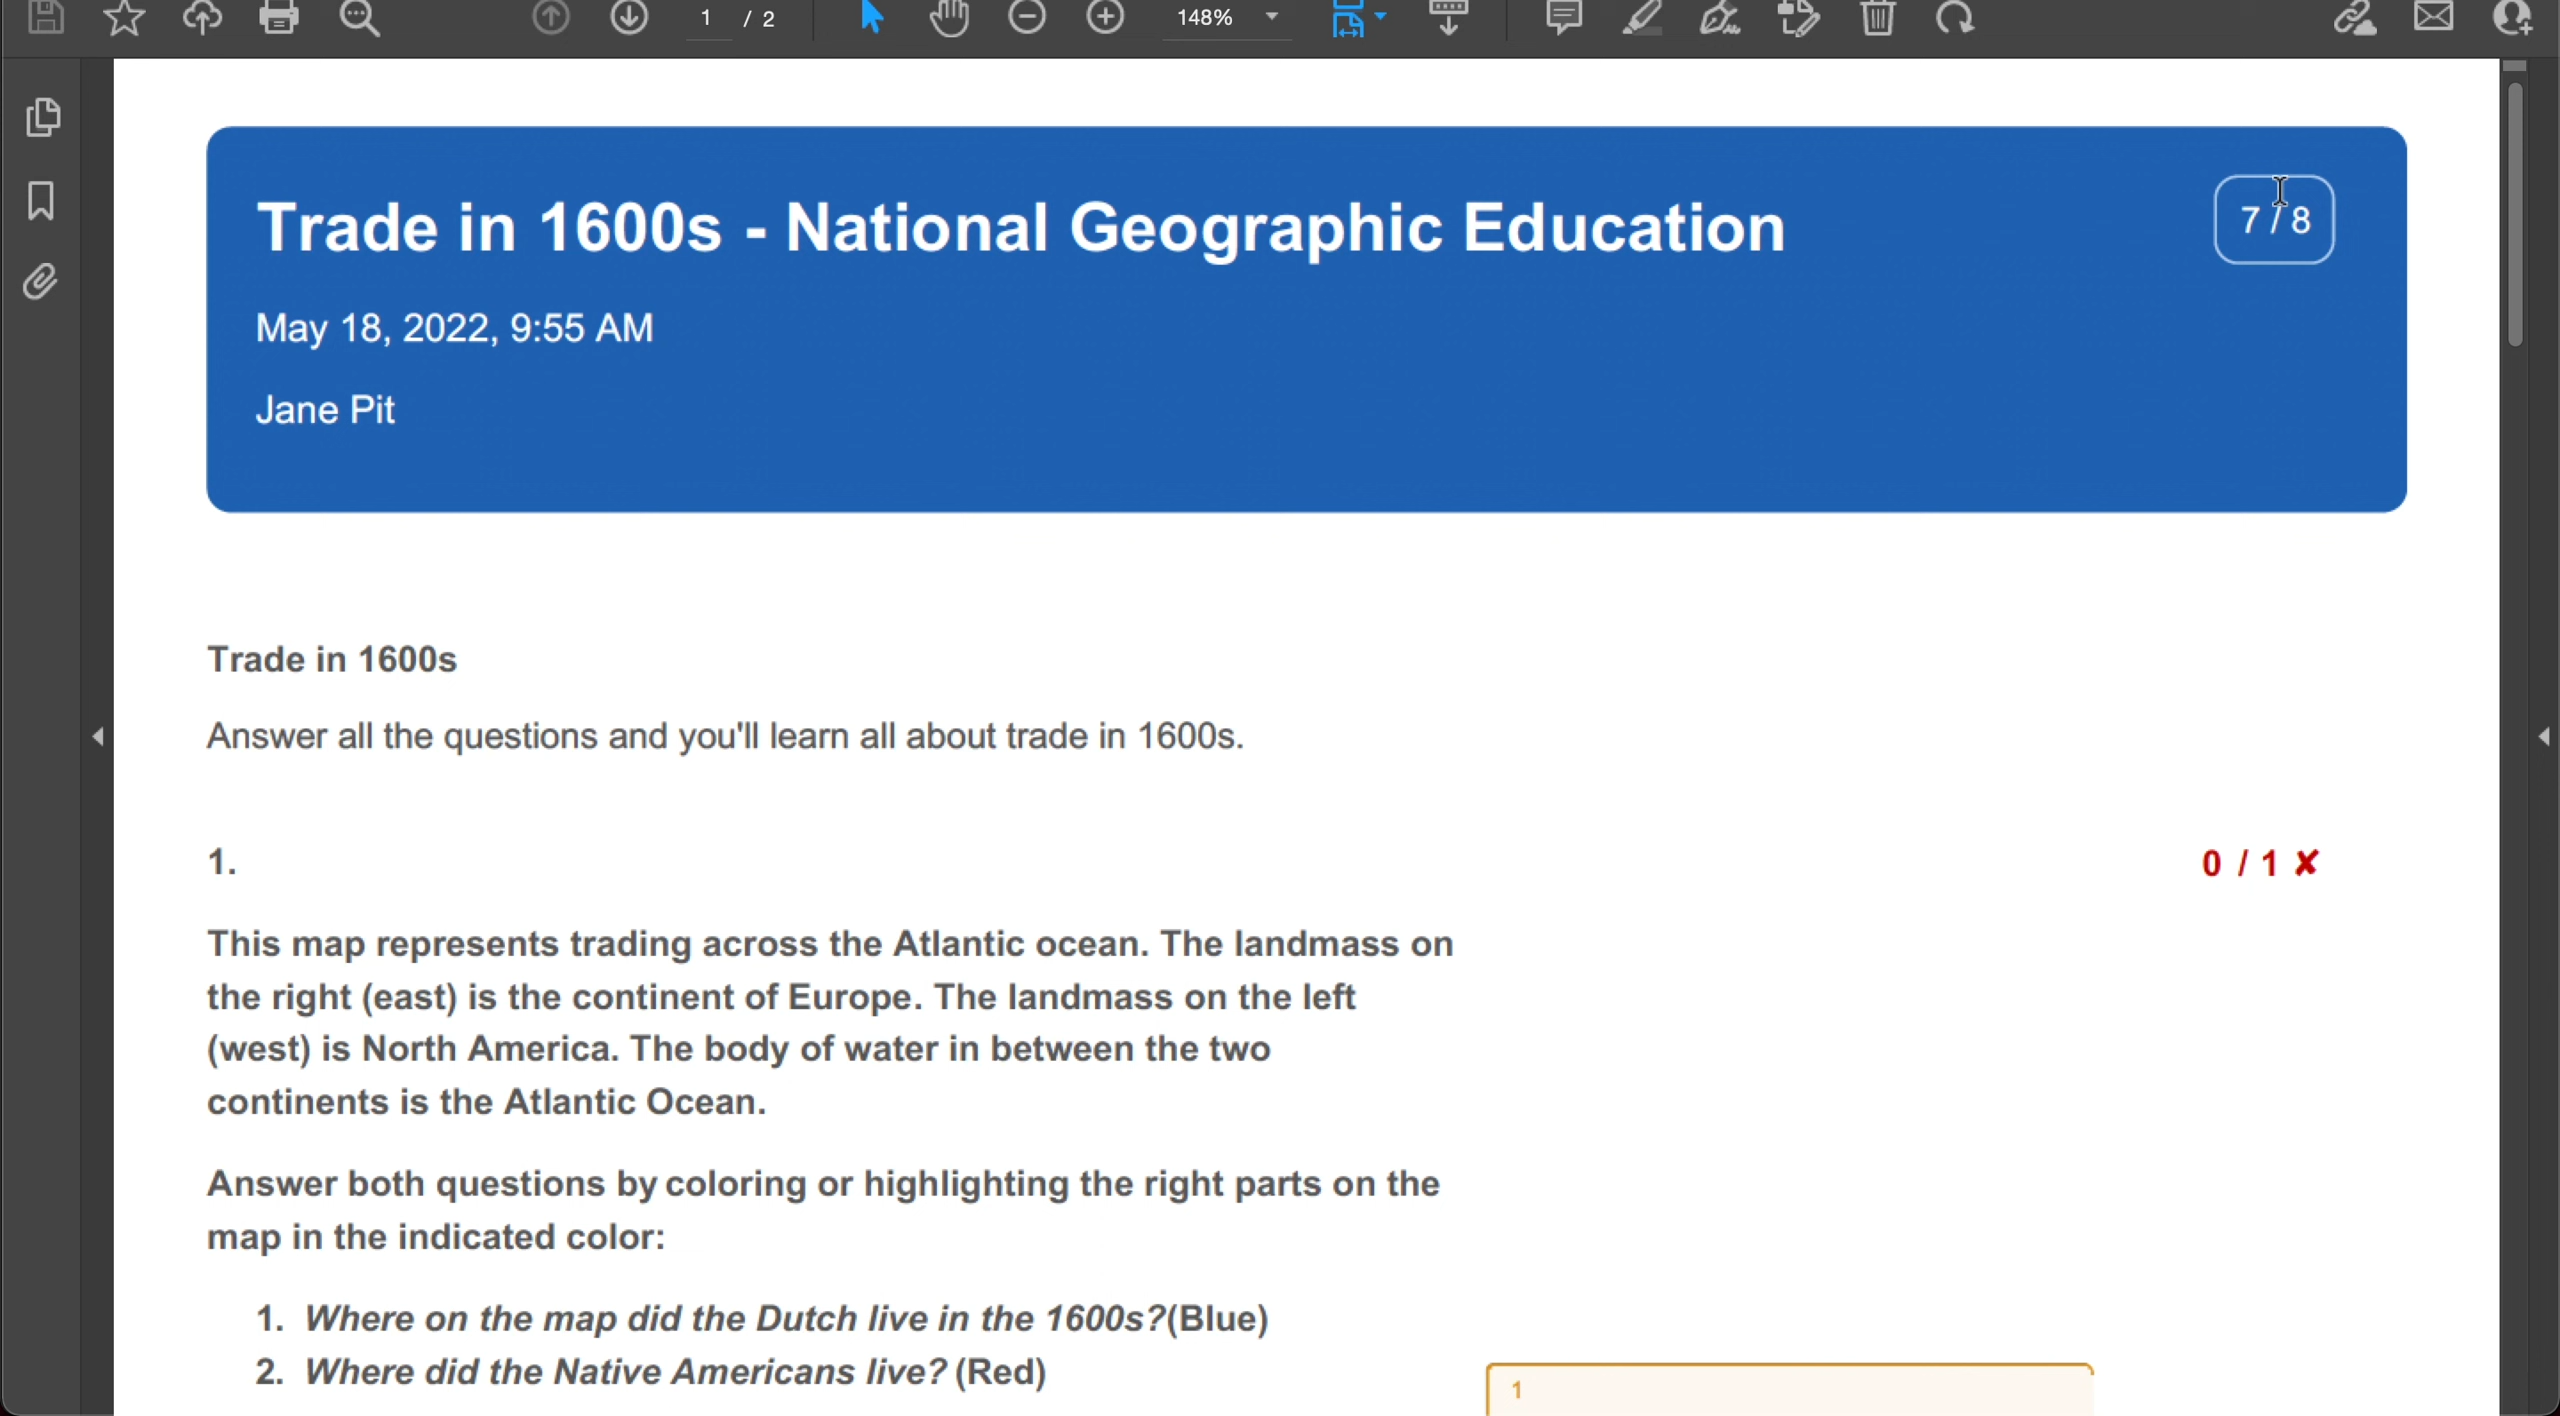 1 / 2 148%
Trade in 1600s - National Geographic Education
7 / 8
May 18, 2022, 9:55 AM
Jane Pit
Trade in 1600s
Answer all the questions and you'll learn all about trade in 1600s.
1.
0 / 1 ✘
This map represents trading across the Atlantic ocean. The landmass on
the right (east) is the continent of Europe. The landmass on the left
(west) is North America. The body of water in between the two
continents is the Atlantic Ocean.
Answer both questions by coloring or highlighting the right parts on the
map in the indicated color:
1. Where on the map did the Dutch live in the 1600s?(Blue)
2. Where did the Native Americans live? (Red)
1